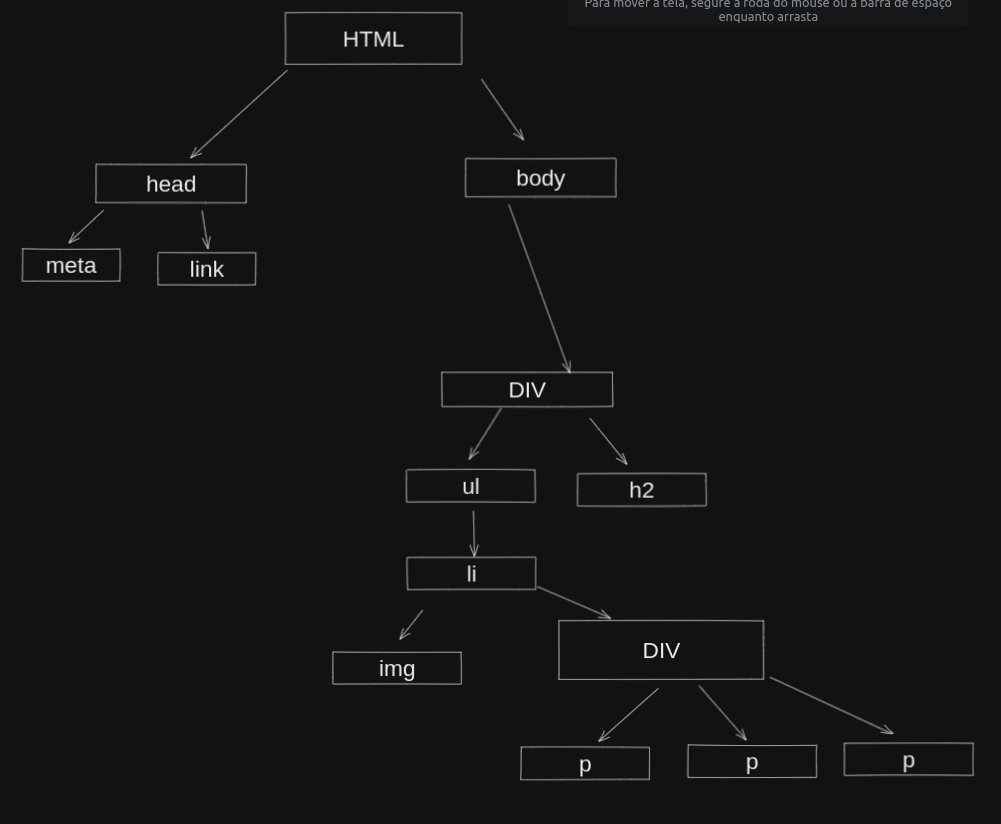 Para mover a tela, segure a roda do mouse ou a barra de espaço
enquanto arrasta
HTML
head
body
meta
link
DIV
ul
h2
li
DIV
img
p
p
p